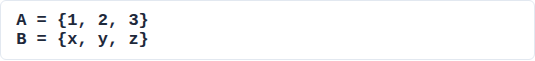 A = {1, 2, 3}
B = {x, y, z}